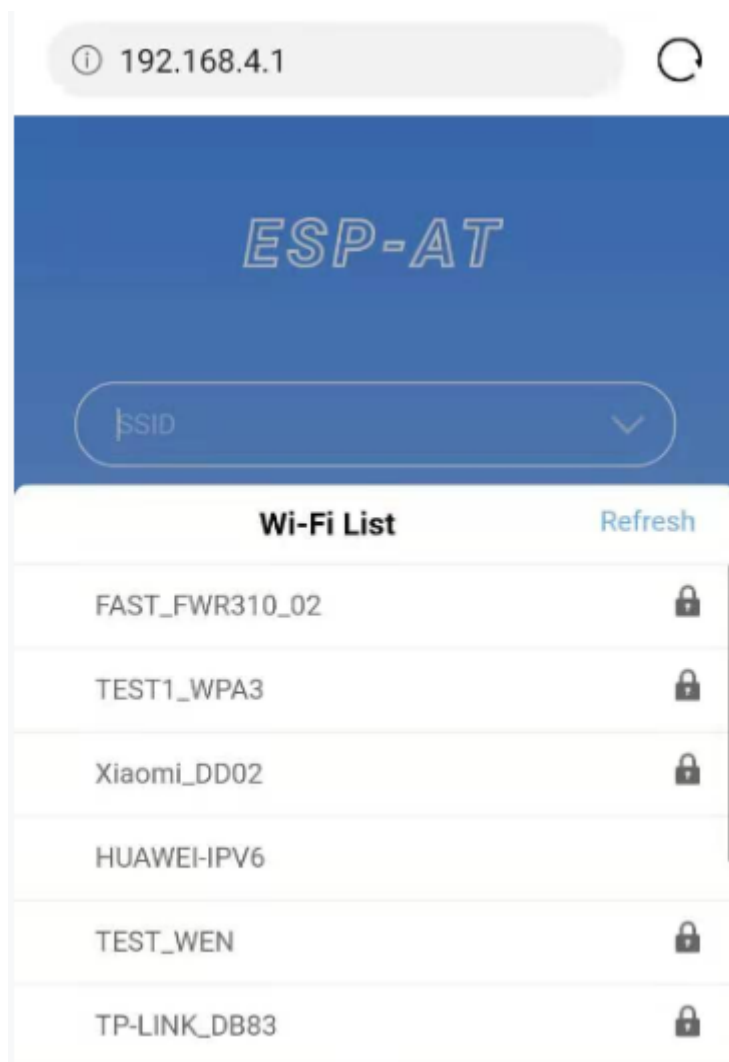 192.168.4.1
ESP-AT
SSID
Wi-Fi List
Refresh
FAST_FWR310_02
TEST1_WPA3
Xiaomi_DD02
HUAWEI-IPV6
TEST_WEN
TP-LINK_DB83